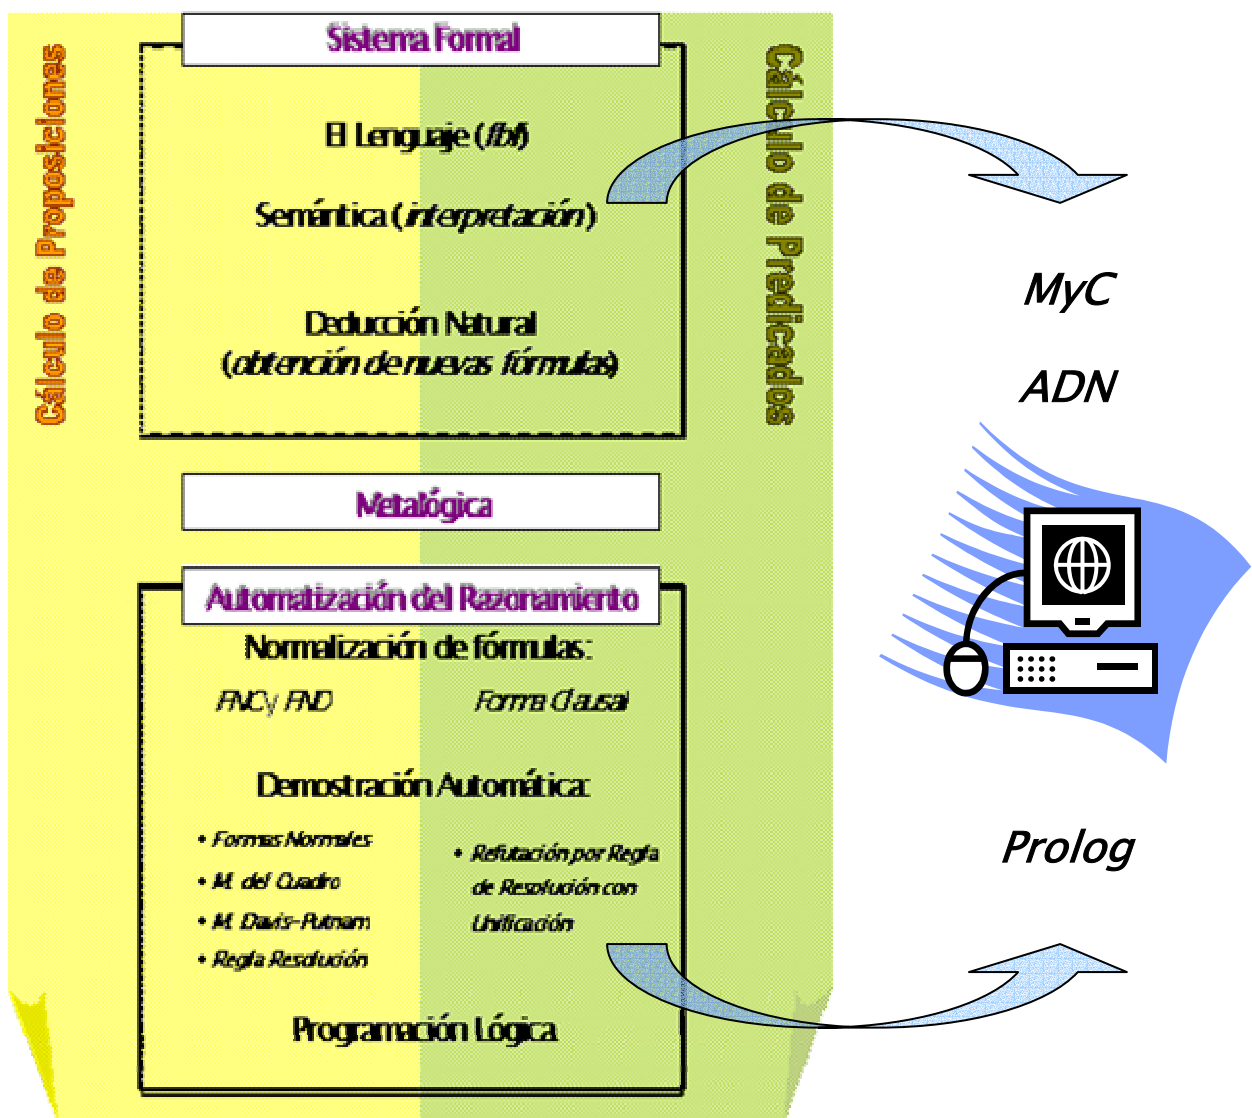 Sistema Formal
Cálculo de Proposiciones
Cálculo de Predicados
El Lenguaje (fbf)
Semántica (interpretación)
Deducción Natural
(obtención de nuevas fórmulas)
MyC
ADN
Metalógica
Automatización del Razonamiento
Normalización de fórmulas:
FNC y FND
Forma Clausal
Demostración Automática:
• Formas Normales
• M. del Cuadro
• M. Davis-Putnam
• Regla Resolución
• Refutación por Regla
de Resolución con
Unificación
Prolog
Programación Lógica